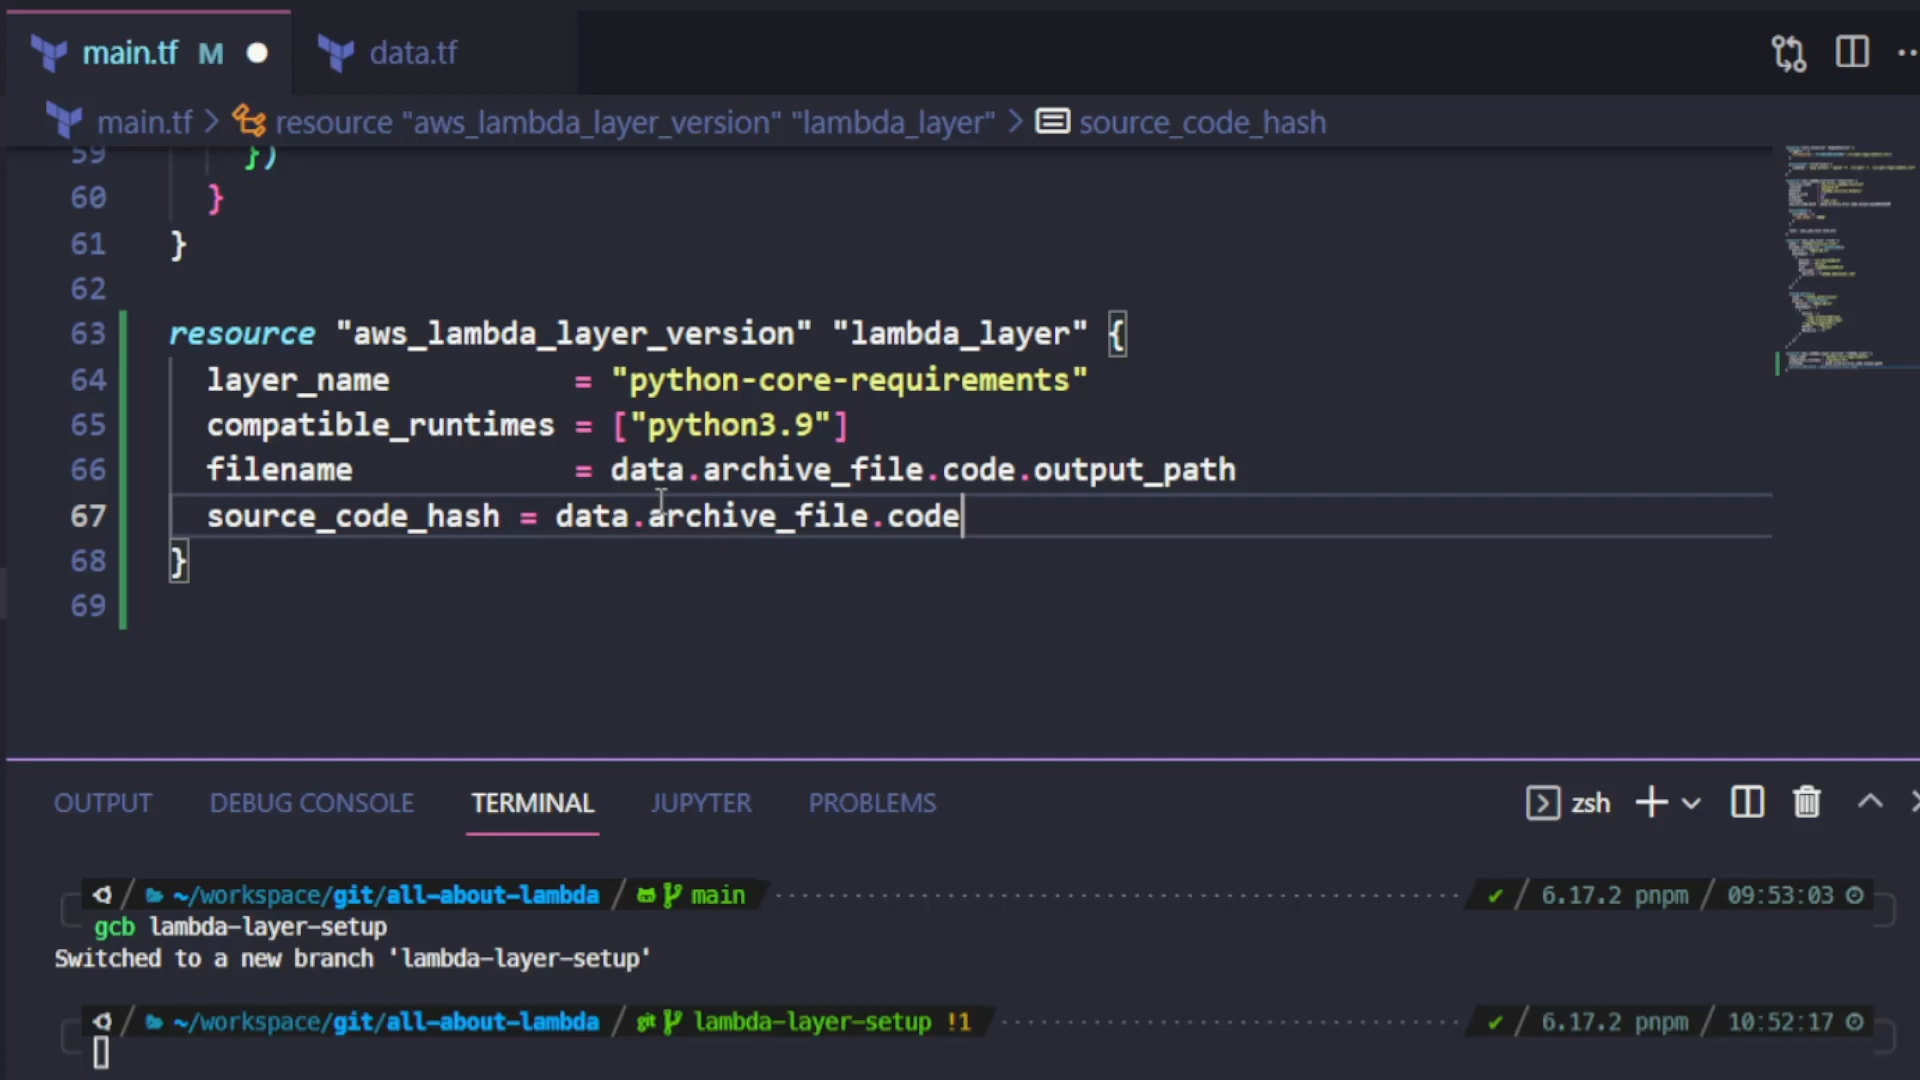 main.tf M data.tf
main.tf > resource "aws_lambda_layer_version" "lambda_layer" > source_code_hash
59 })
60 }
61 }
62
63 resource "aws_lambda_layer_version" "lambda_layer" {
64 layer_name = "python-core-requirements"
65 compatible_runtimes = ["python3.9"]
66 filename = data.archive_file.code.output_path
67 source_code_hash = data.archive_file.code
68 }
69
OUTPUT DEBUG CONSOLE TERMINAL JUPYTER PROBLEMS zsh
~/workspace/git/all-about-lambda / main ✔ / 6.17.2 pnpm / 09:53:03
gcb lambda-layer-setup
Switched to a new branch 'lambda-layer-setup'
~/workspace/git/all-about-lambda / git lambda-layer-setup !1 ✔ / 6.17.2 pnpm / 10:52:17